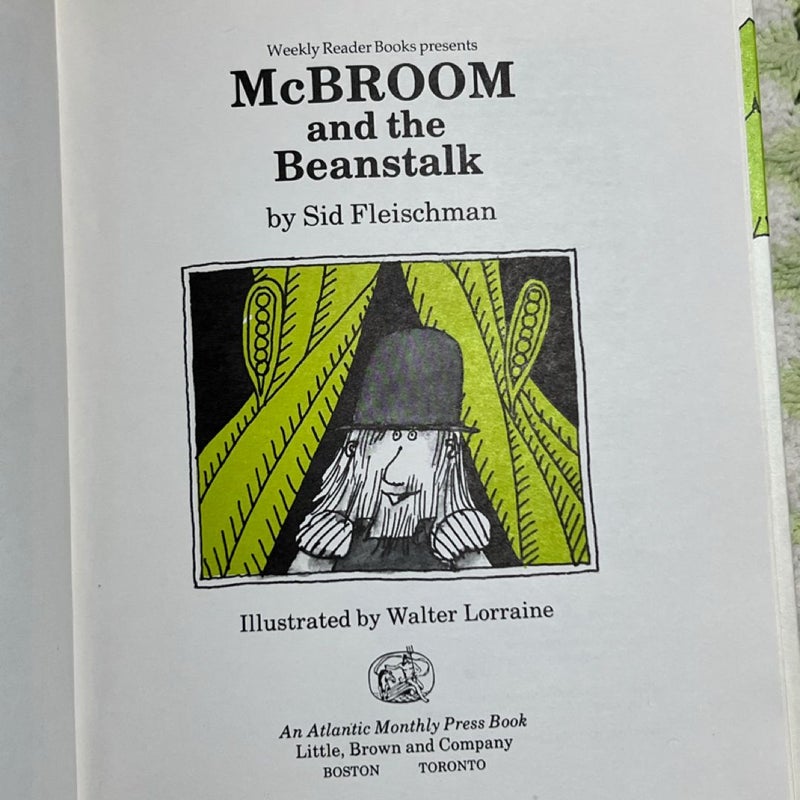 Weekly Reader Books presents
McBROOM
and the
Beanstalk
by Sid Fleischman
Illustrated by Walter Lorraine
An Atlantic Monthly Press Book
Little, Brown and Company
BOSTON TORONTO